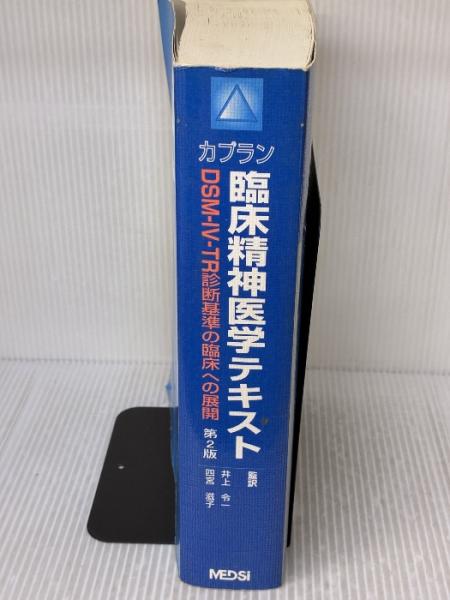 カプラン
臨床精神医学テキスト
DSM-IV-TR診断基準の臨床への展開
第2版
監訳
井上 令一
四宮 滋子
MEDSi